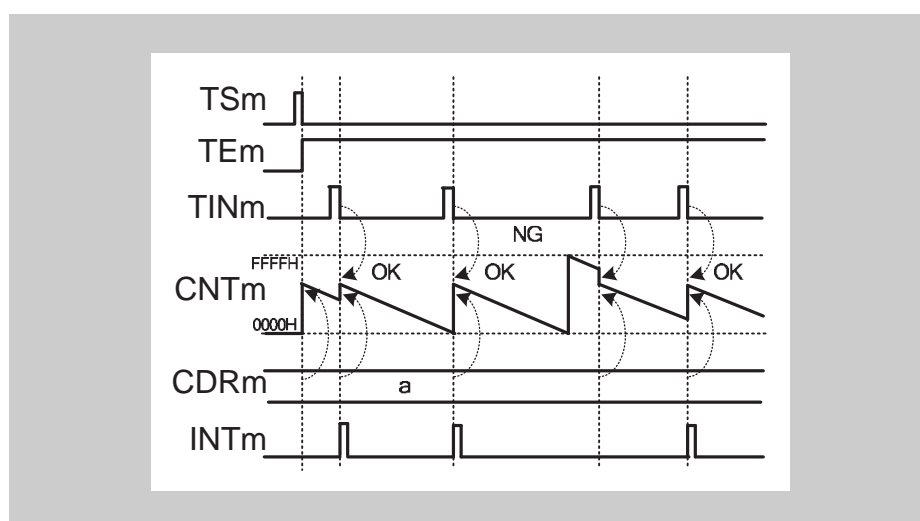 TSm
TEm
TINm
NG
FFFFH
OK OK OK
CNTm
0000H
CDRm
a
INTm